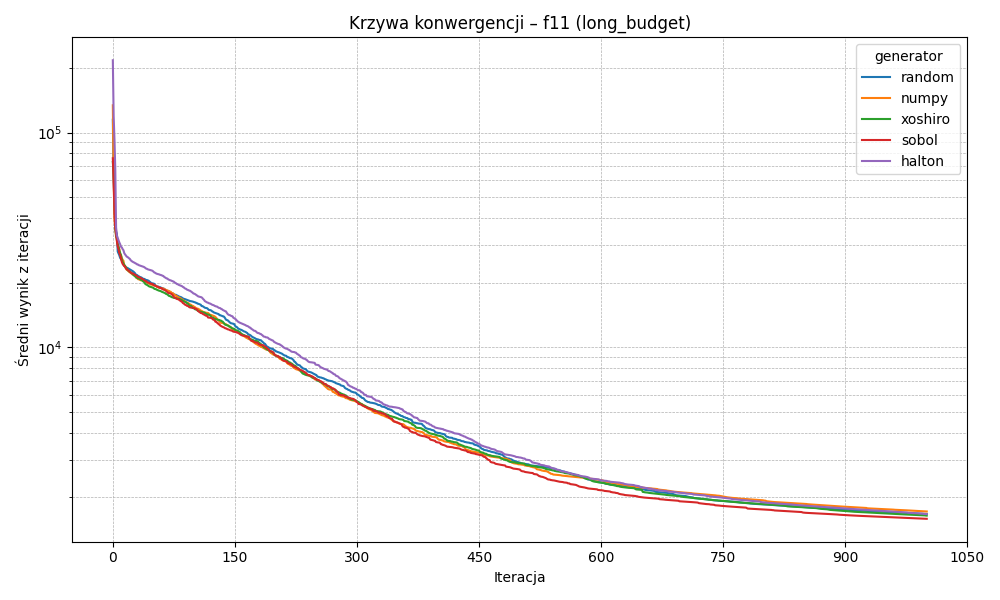 Krzywa konwergencji – f11 (long_budget)
generator
random
numpy
xoshiro
sobol
halton
Średni wynik z iteracji
10^5
10^4
0 150 300 450 600 750 900 1050
Iteracja